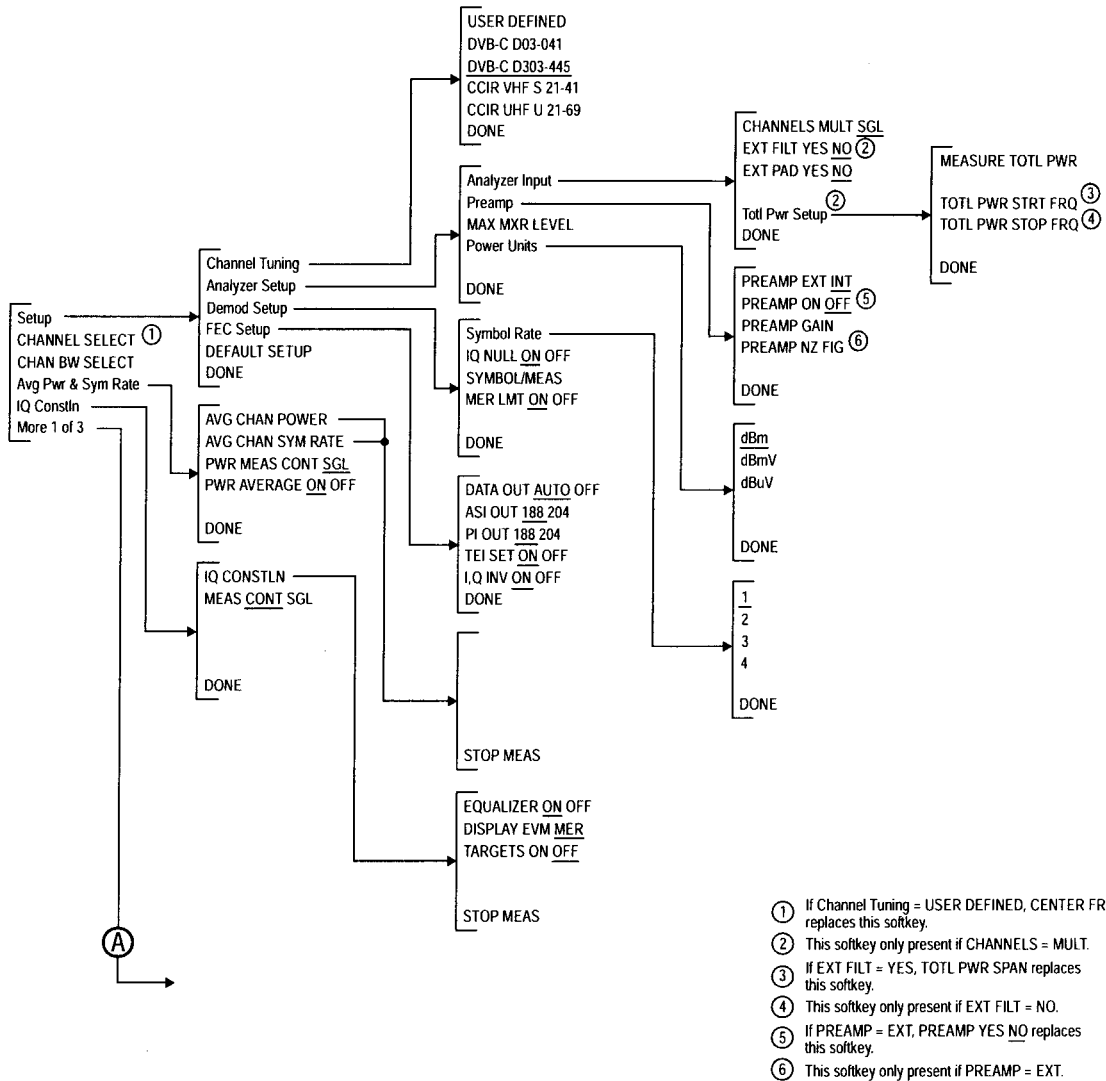 USER DEFINED
DVB-C D03-041
DVB-C D303-445
CCIR VHF S 21-41
CCIR UHF U 21-69
DONE
Analyzer Input
Preamp
MAX MXR LEVEL
Power Units
DONE
CHANNELS MULT SGL
EXT FILT YES NO ②
EXT PAD YES NO
Totl Pwr Setup ②
DONE
MEASURE TOTL PWR
TOTL PWR STRT FRQ ③
TOTL PWR STOP FRQ ④
DONE
Channel Tuning
Analyzer Setup
Demod Setup
FEC Setup
DEFAULT SETUP
DONE
PREAMP EXT INT
PREAMP ON OFF ⑤
PREAMP GAIN
PREAMP NZ FIG ⑥
DONE
Setup
CHANNEL SELECT ①
CHAN BW SELECT
Avg Pwr & Sym Rate
IQ Constln
More 1 of 3
Symbol Rate
IQ NULL ON OFF
SYMBOL/MEAS
MER LMT ON OFF
DONE
AVG CHAN POWER
AVG CHAN SYM RATE
PWR MEAS CONT SGL
PWR AVERAGE ON OFF
DONE
dBm
dBmV
dBuV
DONE
DATA OUT AUTO OFF
ASI OUT 188 204
PI OUT 188 204
TEI SET ON OFF
I,Q INV ON OFF
DONE
IQ CONSTLN
MEAS CONT SGL
DONE
1
2
3
4
DONE
STOP MEAS
EQUALIZER ON OFF
DISPLAY EVM MER
TARGETS ON OFF
STOP MEAS
A
① If Channel Tuning = USER DEFINED, CENTER FR
replaces this softkey.
② This softkey only present if CHANNELS = MULT.
③ If EXT FILT = YES, TOTL PWR SPAN replaces
this softkey.
④ This softkey only present if EXT FILT = NO.
⑤ If PREAMP = EXT, PREAMP YES NO replaces
this softkey.
⑥ This softkey only present if PREAMP = EXT.